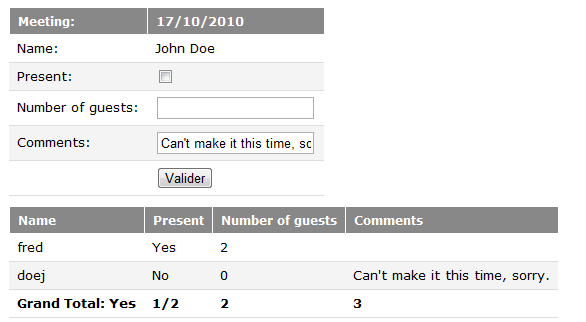 Meeting: 17/10/2010
Name: John Doe
Present:
Number of guests:
Comments: Can't make it this time, sc
Valider
Name Present Number of guests Comments
fred Yes 2
doej No 0 Can't make it this time, sorry.
Grand Total: Yes 1/2 2 3